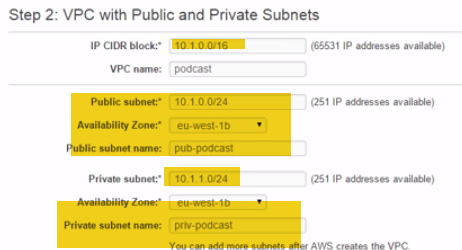 Step 2: VPC with Public and Private Subnets
IP CIDR block:* 10.1.0.0/16 (65531 IP addresses available)
VPC name: podcast
Public subnet:* 10.1.0.0/24 (251 IP addresses available)
Availability Zone:* eu-west-1b
Public subnet name: pub-podcast
Private subnet:* 10.1.1.0/24 (251 IP addresses available)
Availability Zone:* eu-west-1b
Private subnet name: priv-podcast
You can add more subnets after AWS creates the VPC.